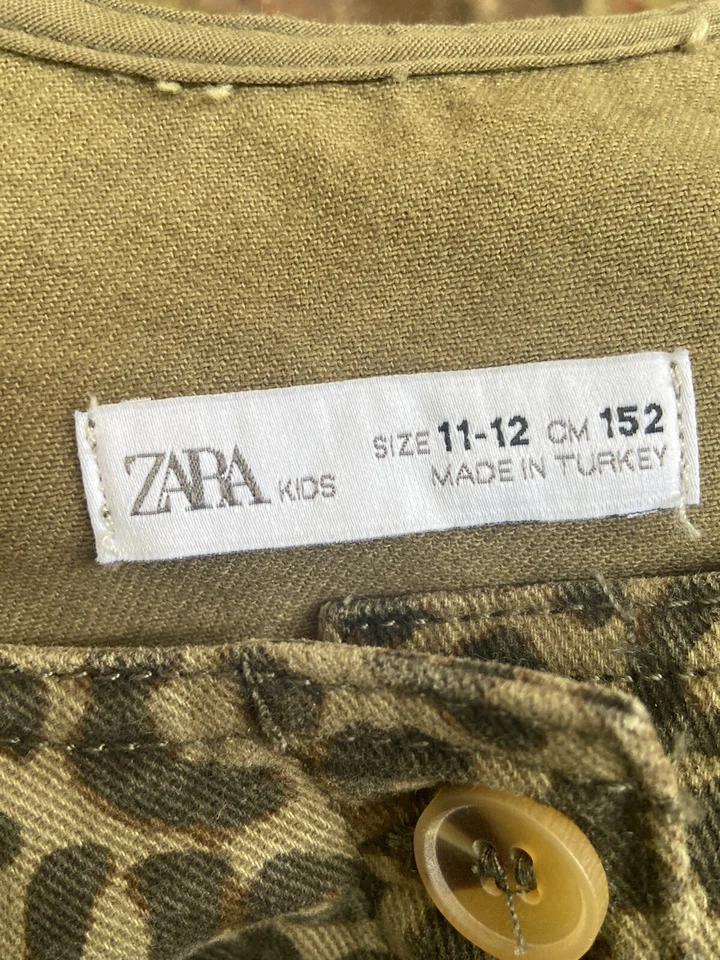 ZARA KIDS
SIZE 11-12 CM 152
MADE IN TURKEY